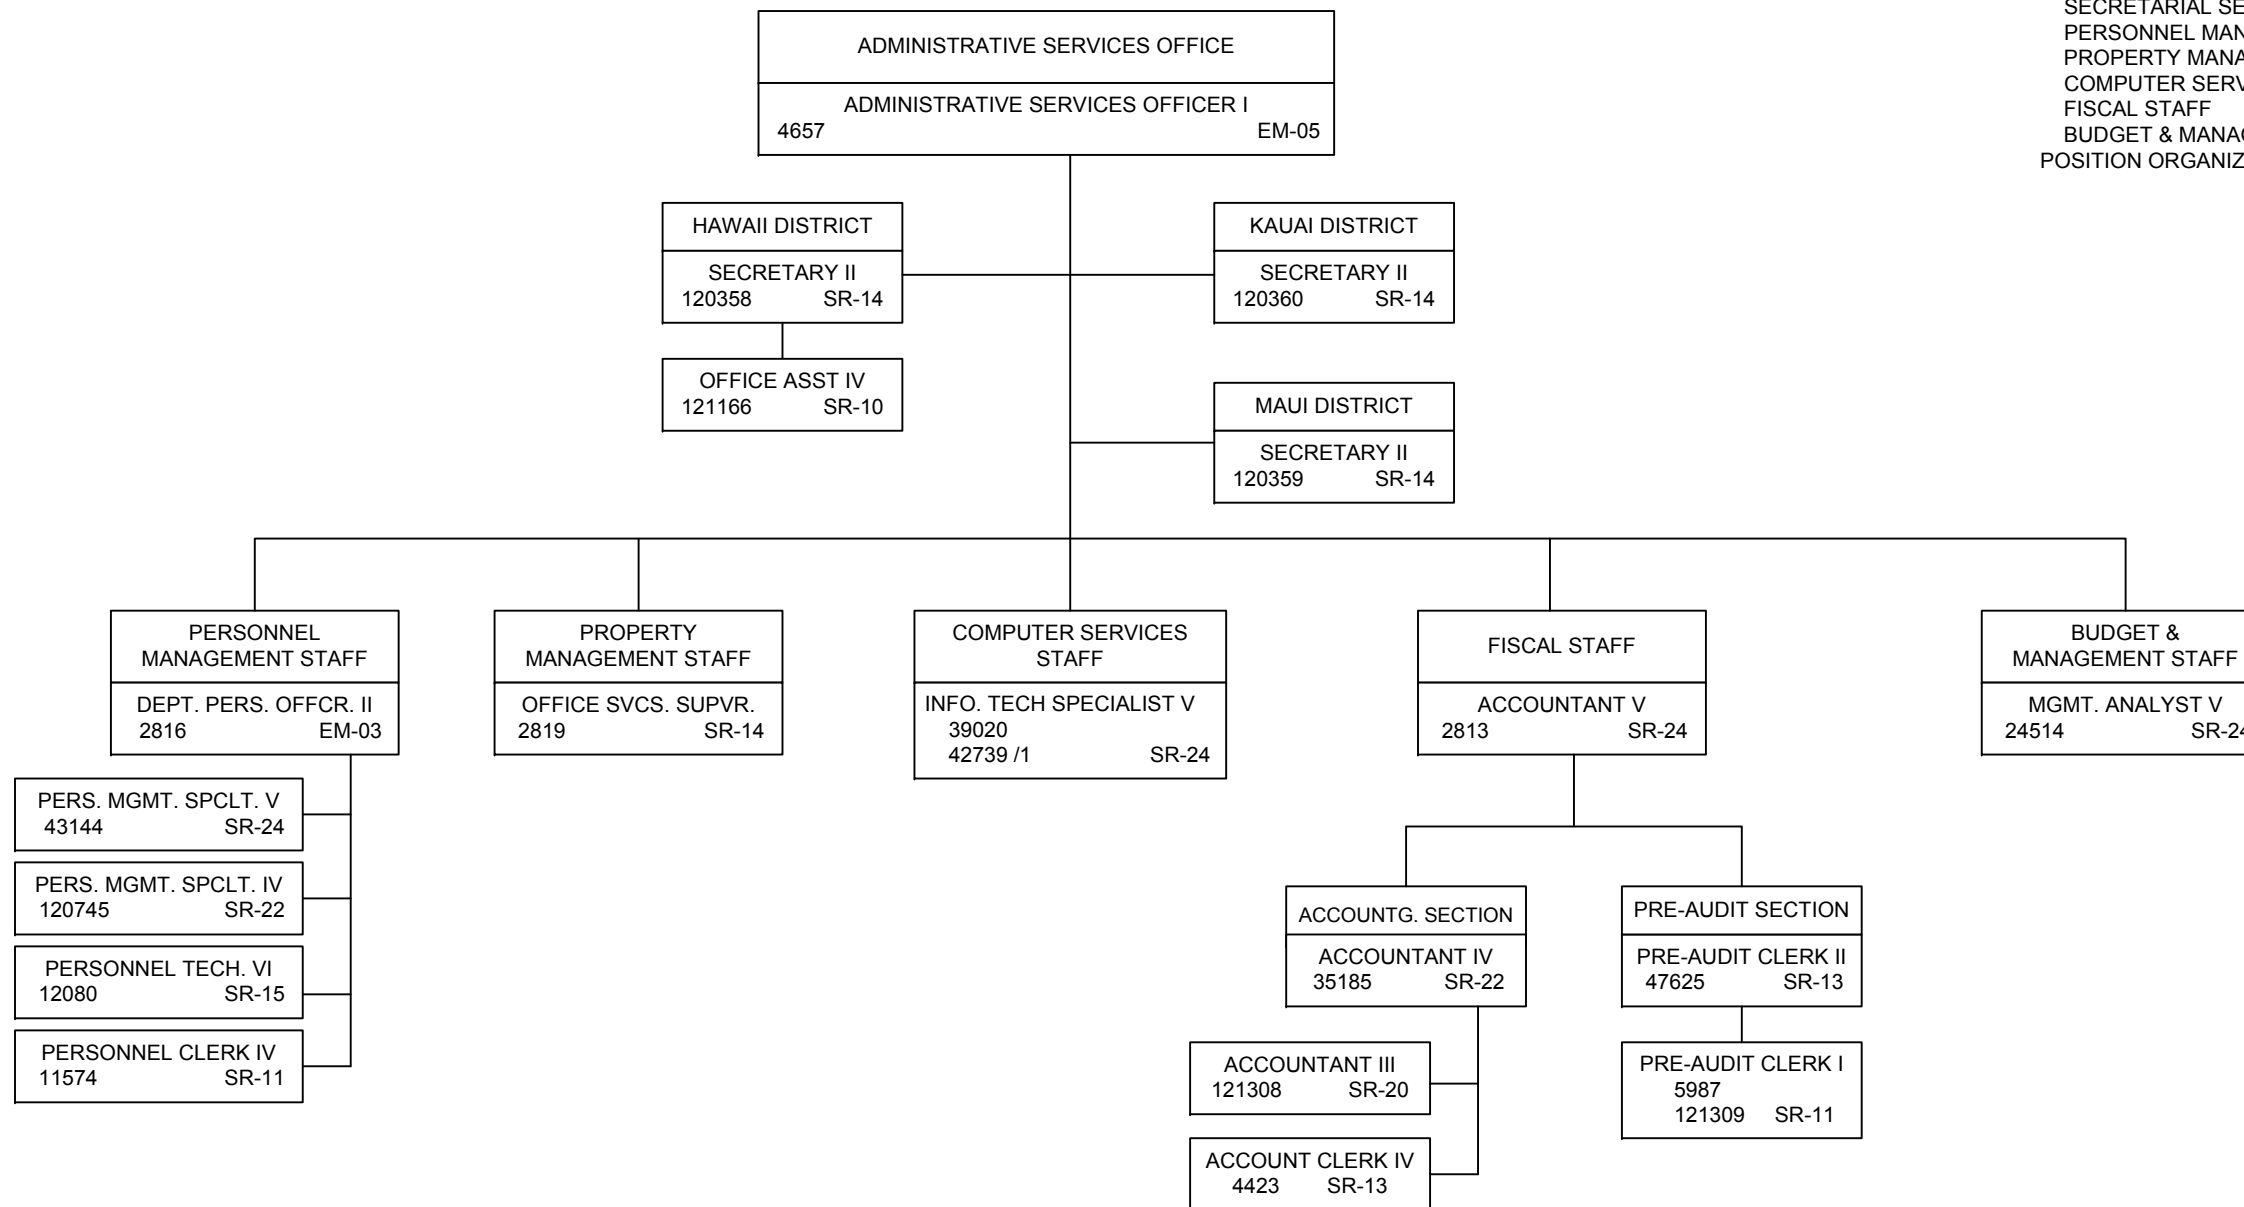 SECRETARIAL
PERSONNEL
PROPERTY
COMPUTER
FISCAL STAFF
BUDGET &
POSITION
ADMINISTRATIVE SERVICES OFFICE
ADMINISTRATIVE SERVICES OFFICER I
4657 EM-05
HAWAII DISTRICT
SECRETARY II
120358 SR-14
KAUAI DISTRICT
SECRETARY II
120360 SR-14
OFFICE ASST IV
121166 SR-10
MAUI DISTRICT
SECRETARY II
120359 SR-14
PERSONNEL
MANAGEMENT STAFF
DEPT. PERS. OFFCR. II
2816 EM-03
PROPERTY
MANAGEMENT STAFF
OFFICE SVCS. SUPVR.
2819 SR-14
COMPUTER SERVICES
STAFF
INFO. TECH SPECIALIST V
39020
42739 /1 SR-24
FISCAL STAFF
ACCOUNTANT V
2813 SR-24
BUDGET &
MANAGEMENT STAFF
MGMT. ANALYST V
24514 SR-24
PERS. MGMT. SPCLT. V
43144 SR-24
PERS. MGMT. SPCLT. IV
120745 SR-22
PERSONNEL TECH. VI
12080 SR-15
PERSONNEL CLERK IV
11574 SR-11
ACCOUNTG. SECTION
ACCOUNTANT IV
35185 SR-22
PRE-AUDIT SECTION
PRE-AUDIT CLERK II
47625 SR-13
ACCOUNTANT III
121308 SR-20
PRE-AUDIT CLERK I
5987
121309 SR-11
ACCOUNT CLERK IV
4423 SR-13